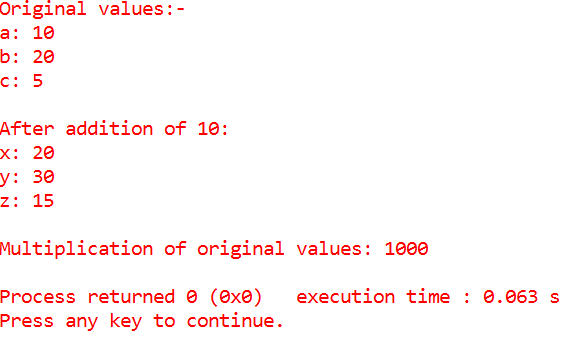 Original values:-
a: 10
b: 20
c: 5
After addition of 10:
x: 20
y: 30
z: 15
Multiplication of original values: 1000
Process returned 0 (0x0)   execution time : 0.063 s
Press any key to continue.